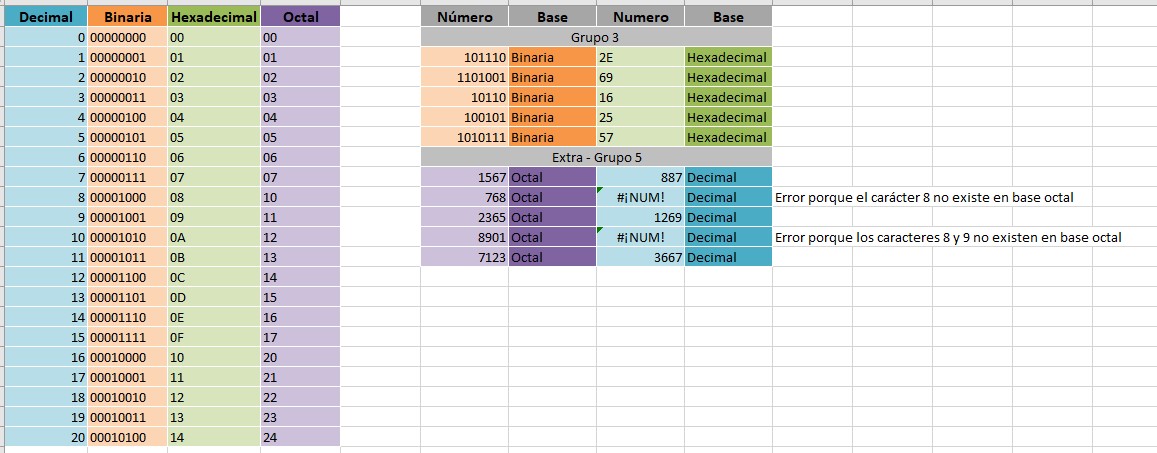 Decimal Binaria Hexadecimal Octal Número Base Numero Base
0 00000000 00 00 Grupo 3
1 00000001 01 01 101110 Binaria 2E Hexadecimal
2 00000010 02 02 1101001 Binaria 69 Hexadecimal
3 00000011 03 03 10110 Binaria 16 Hexadecimal
4 00000100 04 04 100101 Binaria 25 Hexadecimal
5 00000101 05 05 1010111 Binaria 57 Hexadecimal
6 00000110 06 06 Extra - Grupo 5
7 00000111 07 07 1567 Octal 887 Decimal
8 00001000 08 10 768 Octal #¡NUM! Decimal Error porque el carácter 8 no existe en base octal
9 00001001 09 11 2365 Octal 1269 Decimal
10 00001010 0A 12 8901 Octal #¡NUM! Decimal Error porque los caracteres 8 y 9 no existen en base octal
11 00001011 0B 13 7123 Octal 3667 Decimal
12 00001100 0C 14
13 00001101 0D 15
14 00001110 0E 16
15 00001111 0F 17
16 00010000 10 20
17 00010001 11 21
18 00010010 12 22
19 00010011 13 23
20 00010100 14 24